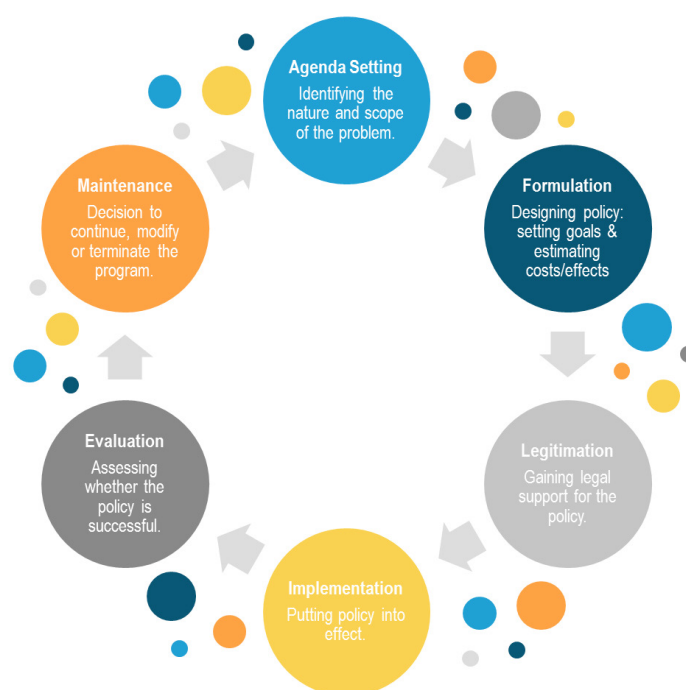 Agenda Setting
Identifying the
nature and scope
of the problem.
Formulation
Designing policy:
setting goals &
estimating
costs/effects
Legitimation
Gaining legal
support for the
policy.
Implementation
Putting policy into
effect.
Evaluation
Assessing
whether the
policy is
successful.
Maintenance
Decision to
continue, modify
or terminate the
program.